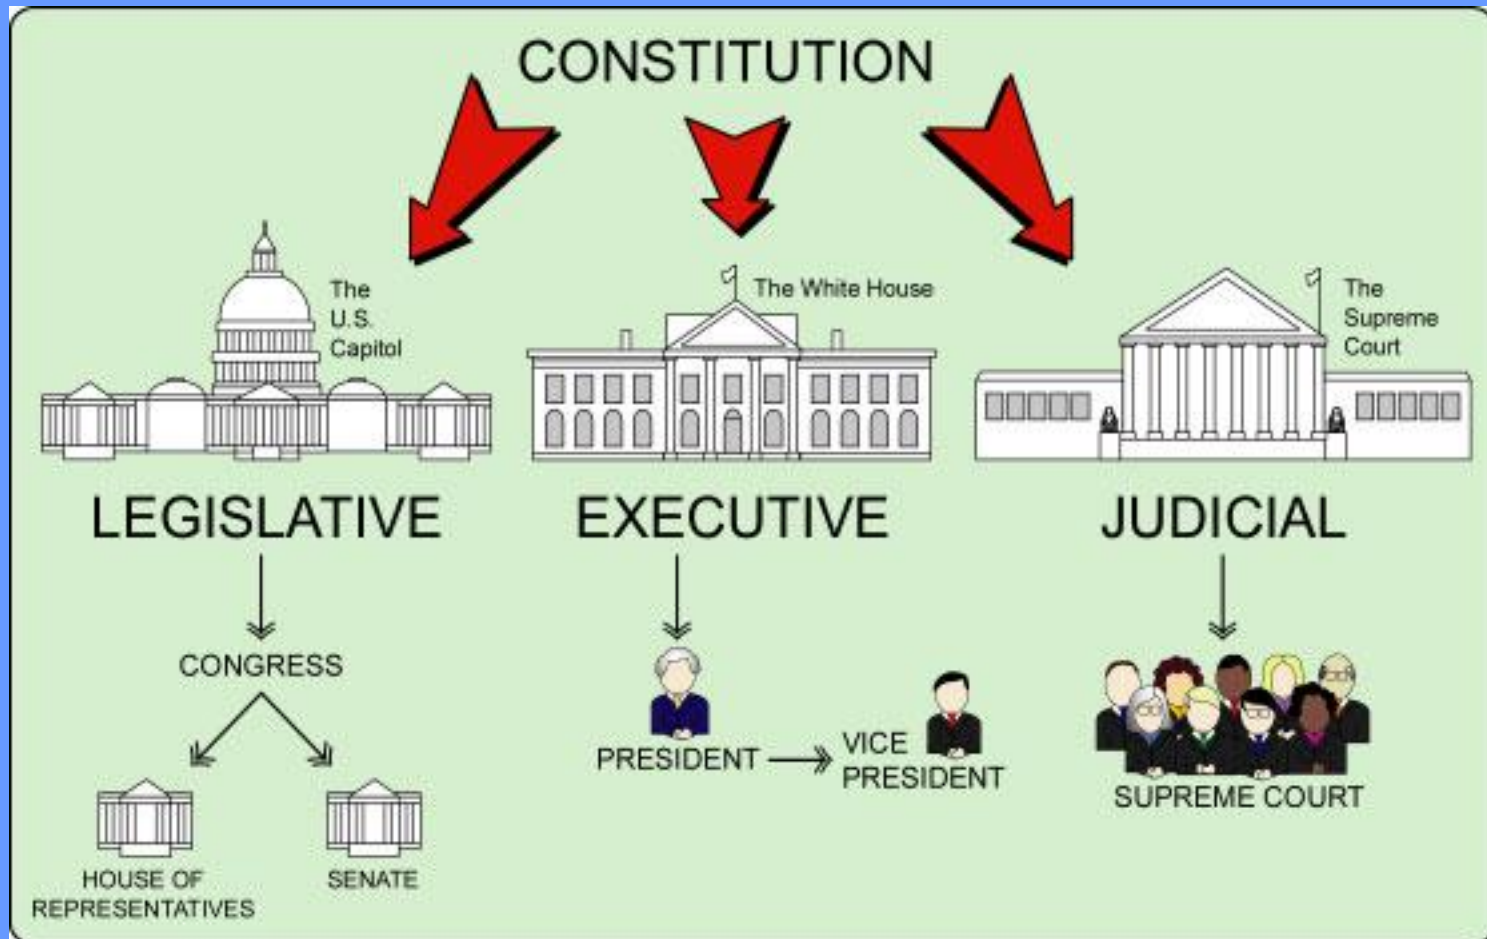 CONSTITUTION
The
U.S.
Capitol
The White House
The
Supreme
Court
LEGISLATIVE
EXECUTIVE
JUDICIAL
CONGRESS
HOUSE OF
REPRESENTATIVES
SENATE
PRESIDENT
VICE
PRESIDENT
SUPREME COURT